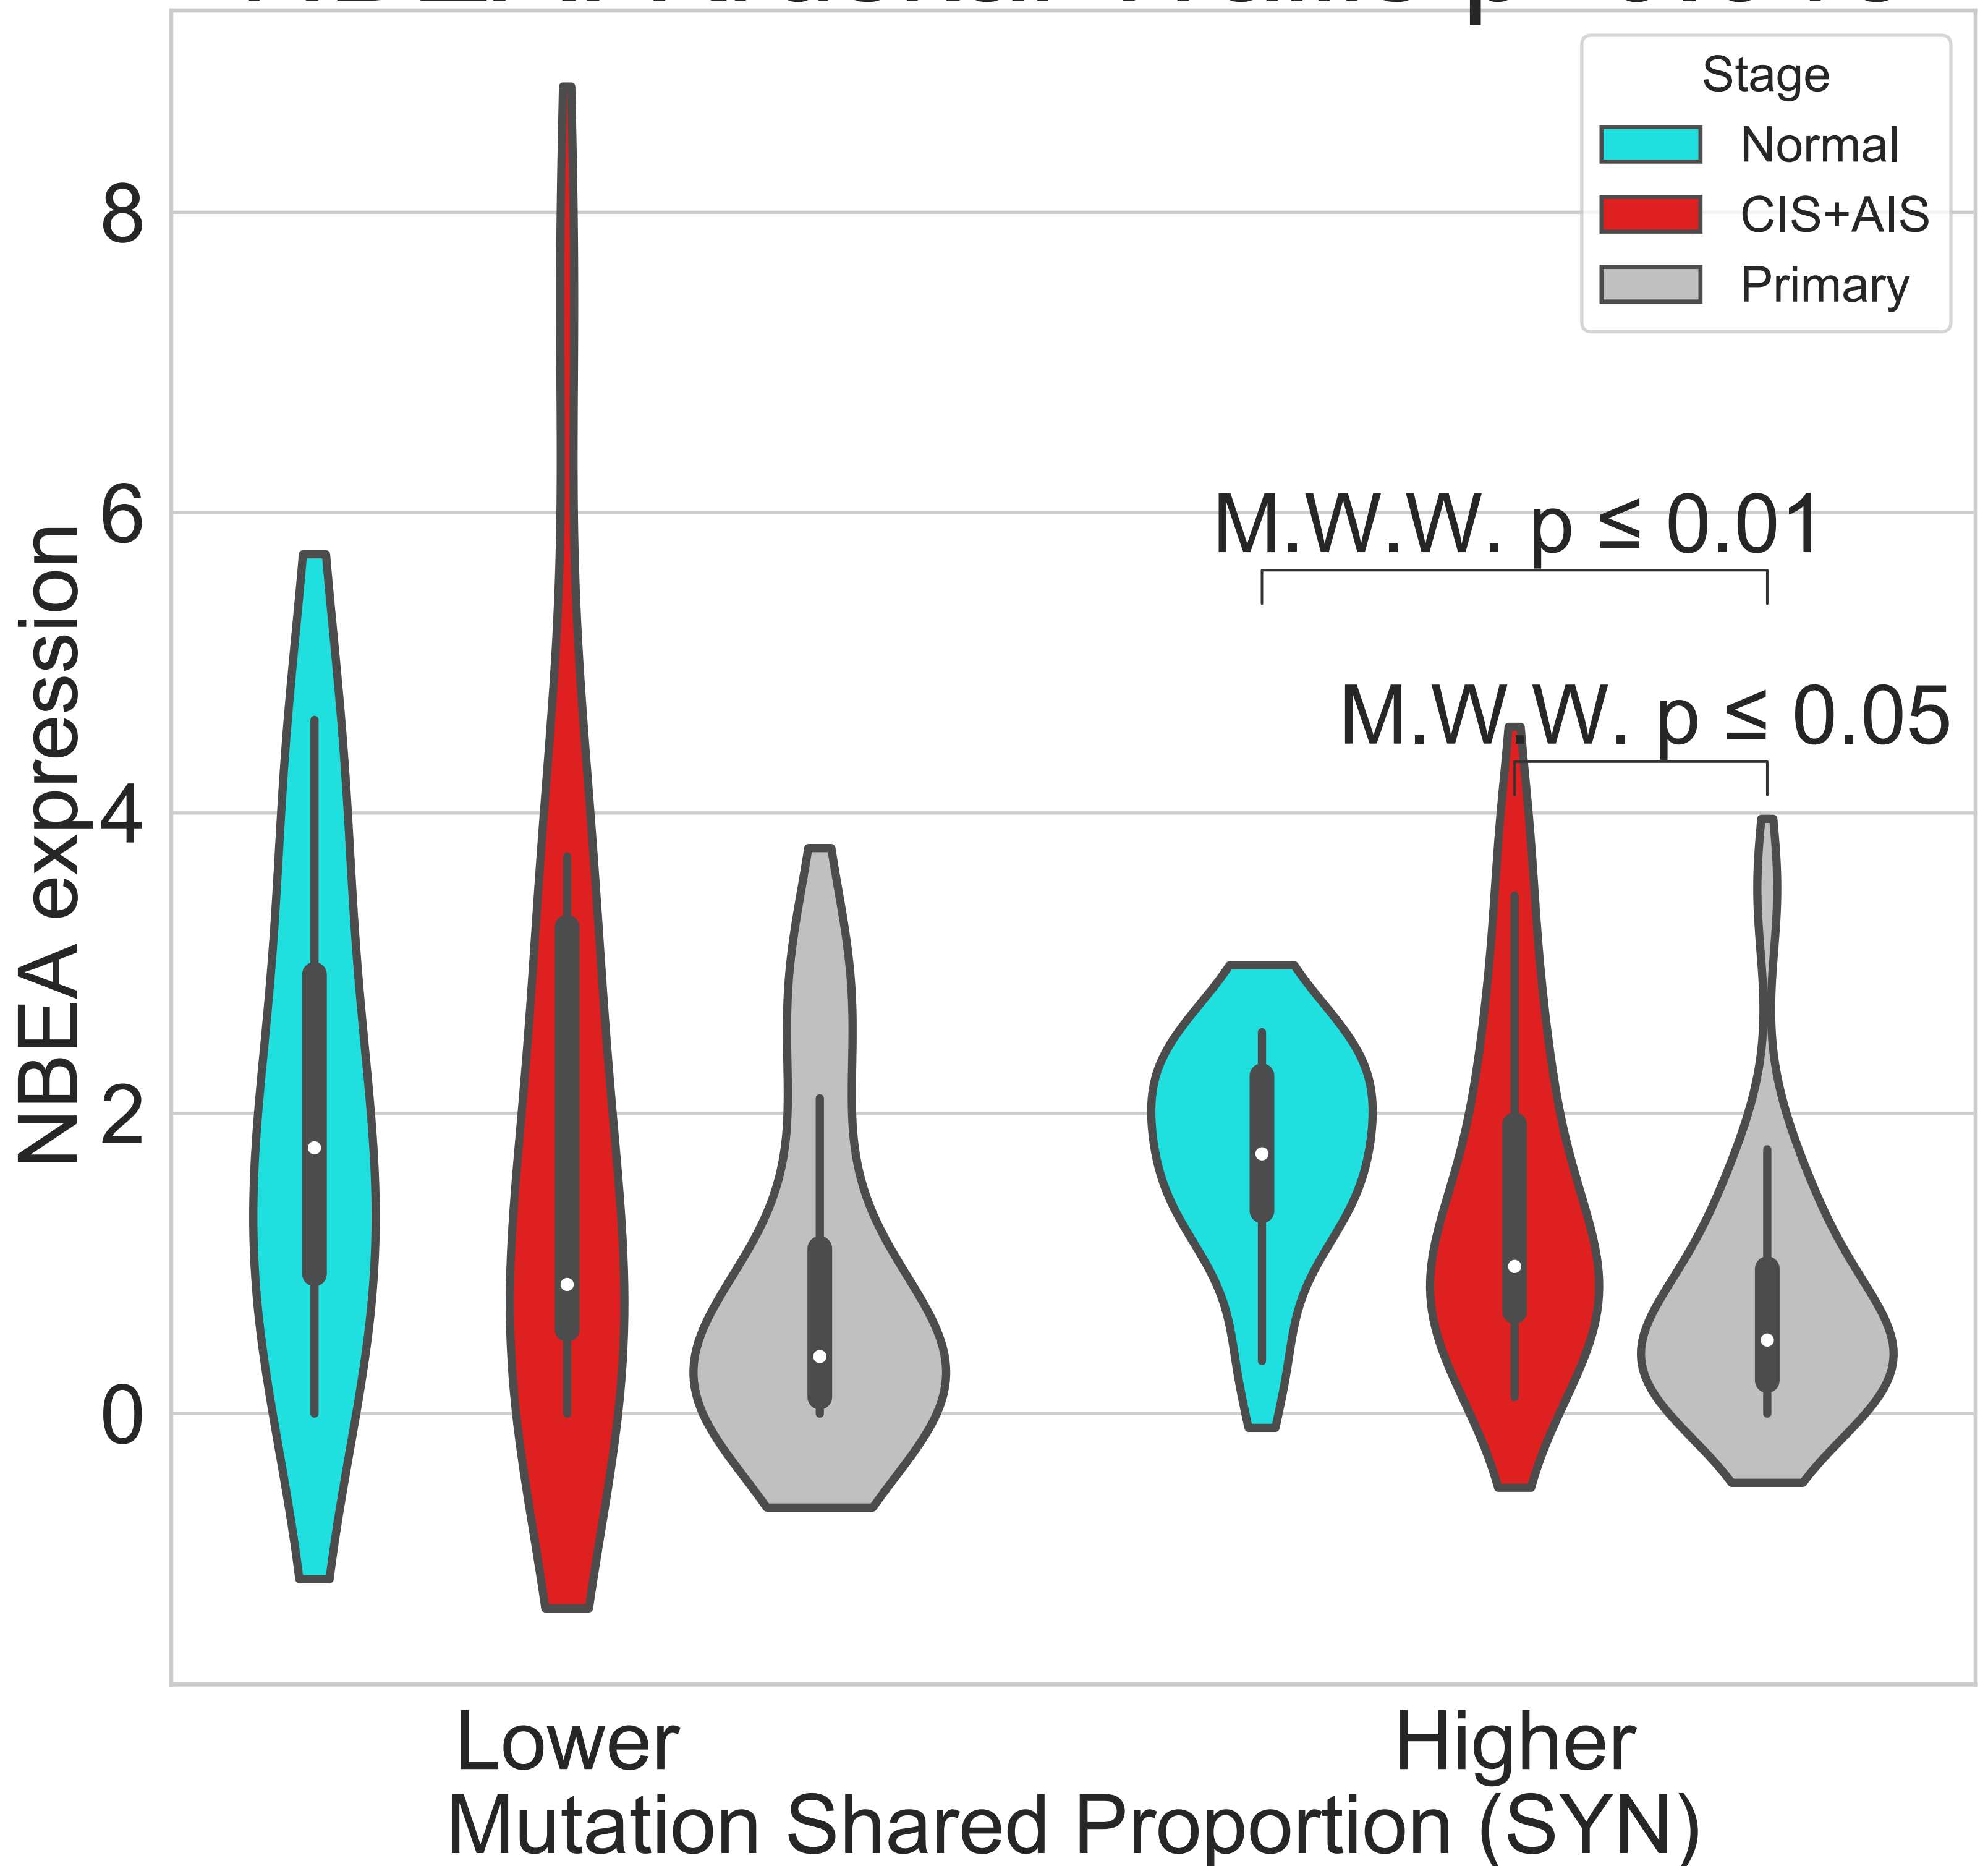 Stage
Normal
CIS+AIS
Primary
8
6
4
2
0
NBEA expression
M.W.W. p ≤ 0.01
M.W.W. p ≤ 0.05
Lower
Higher
Mutation Shared Proportion (SYN)